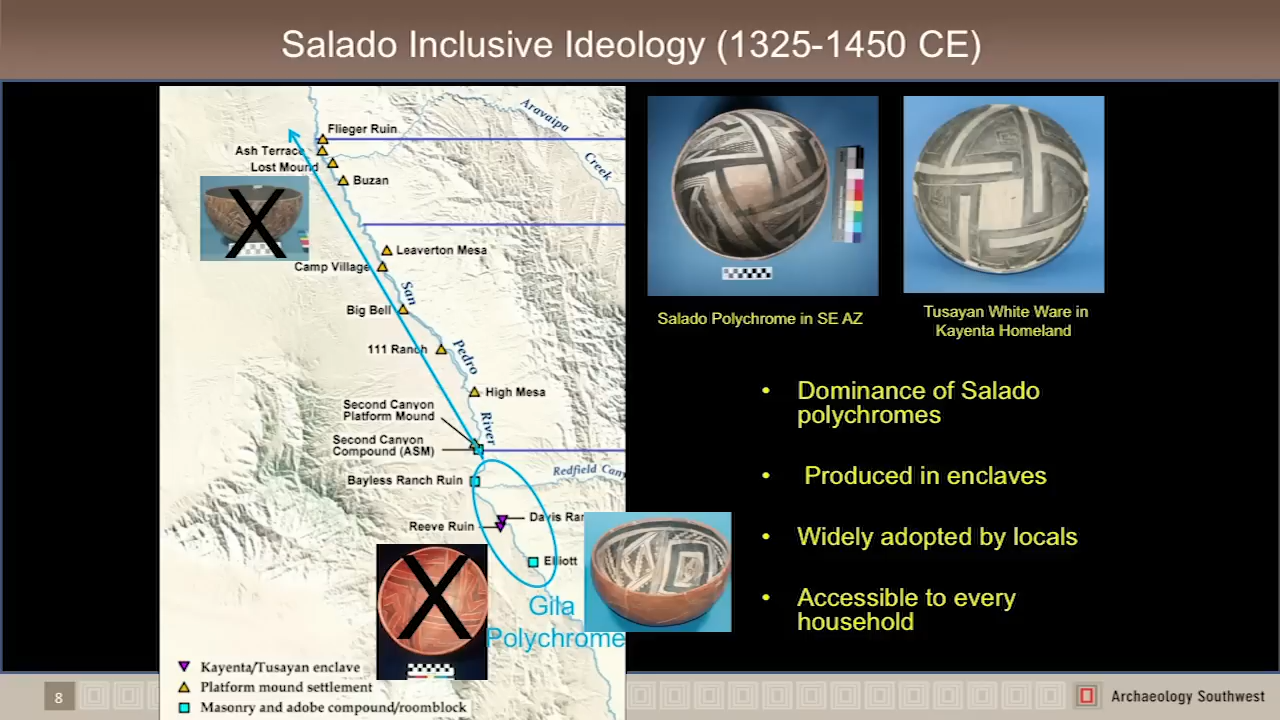 Salado Inclusive Ideology (1325-1450 CE)
Aravaipa
Creek
Flieger Ruin
Ash Terrace
Lost Mound
Buzan
Leaverton Mesa
Camp Village
San
Big Bell
111 Ranch
Pedro
High Mesa
Second Canyon
Platform Mound
River
Second Canyon
Compound (ASM)
Redfield
Bayless Ranch Ruin
Davis
Reeve Ruin
Elliott
Gila
Polychrome
X
X
Kayenta/Tusayan enclave
Platform mound settlement
Masonry and adobe compound/roomblock
Salado Polychrome in SE AZ
Tusayan White Ware in
Kayenta Homeland
• Dominance of Salado
polychromes
• Produced in enclaves
• Widely adopted by locals
• Accessible to every
household
8
Archaeology Southwest